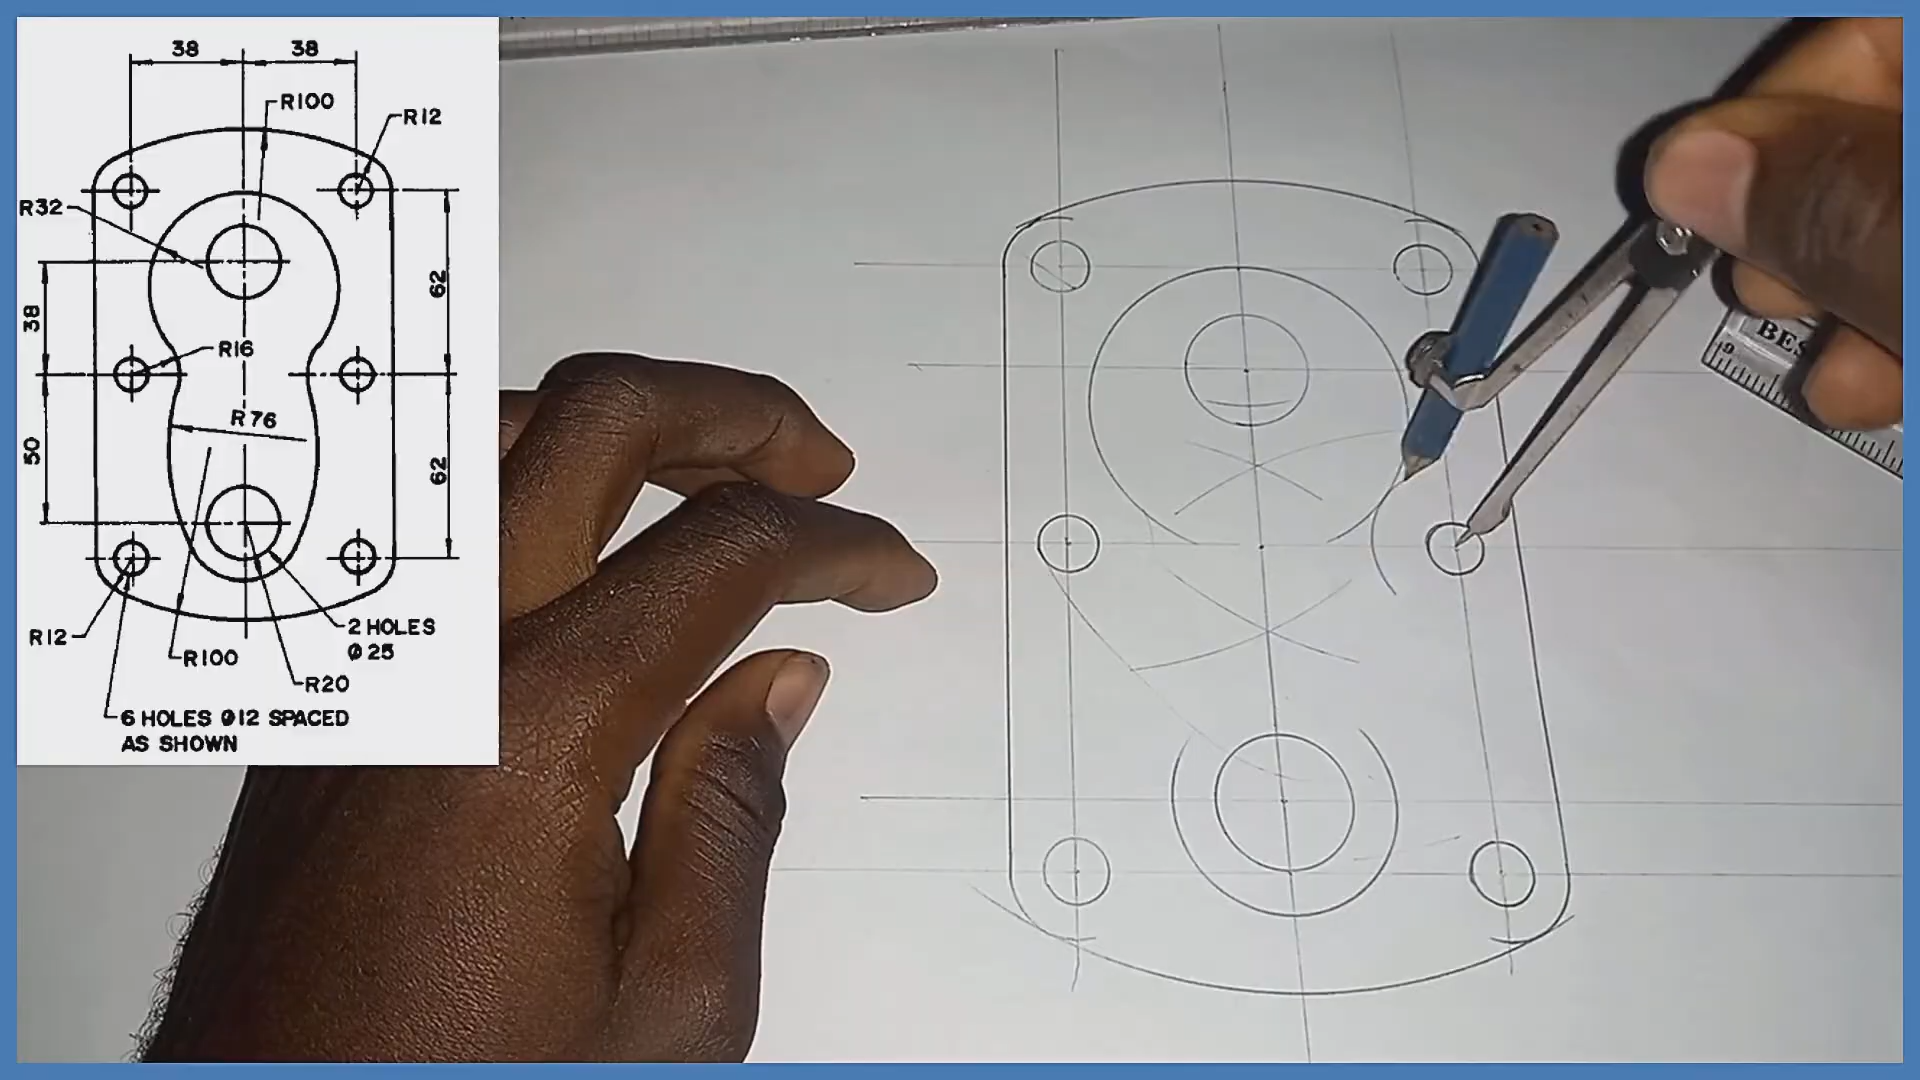 38
38
R100
R12
R32
38
62
R16
R76
50
62
R12
2 HOLES
Ø 25
R100
R20
6 HOLES Ø12 SPACED
AS SHOWN
9